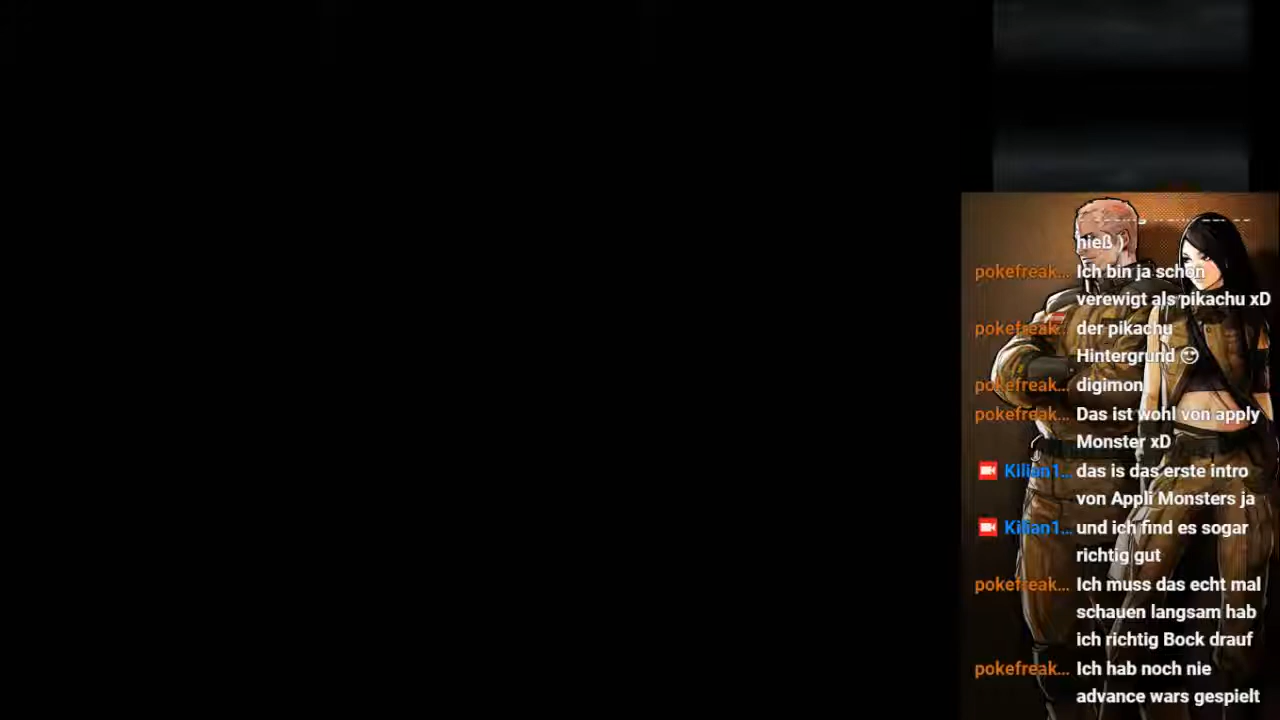 hieß )
pokefreak... Ich bin ja schon
verewigt als pikachu xD
pokefreak... der pikachu
Hintergrund 😍
pokefreak... digimon
pokefreak... Das ist wohl von apply
Monster xD
Kilian1... das is das erste intro
von Appli Monsters ja
Kilian1... und ich find es sogar
richtig gut
pokefreak... Ich muss das echt mal
schauen langsam hab
ich richtig Bock drauf
pokefreak... Ich hab noch nie
advance wars gespielt